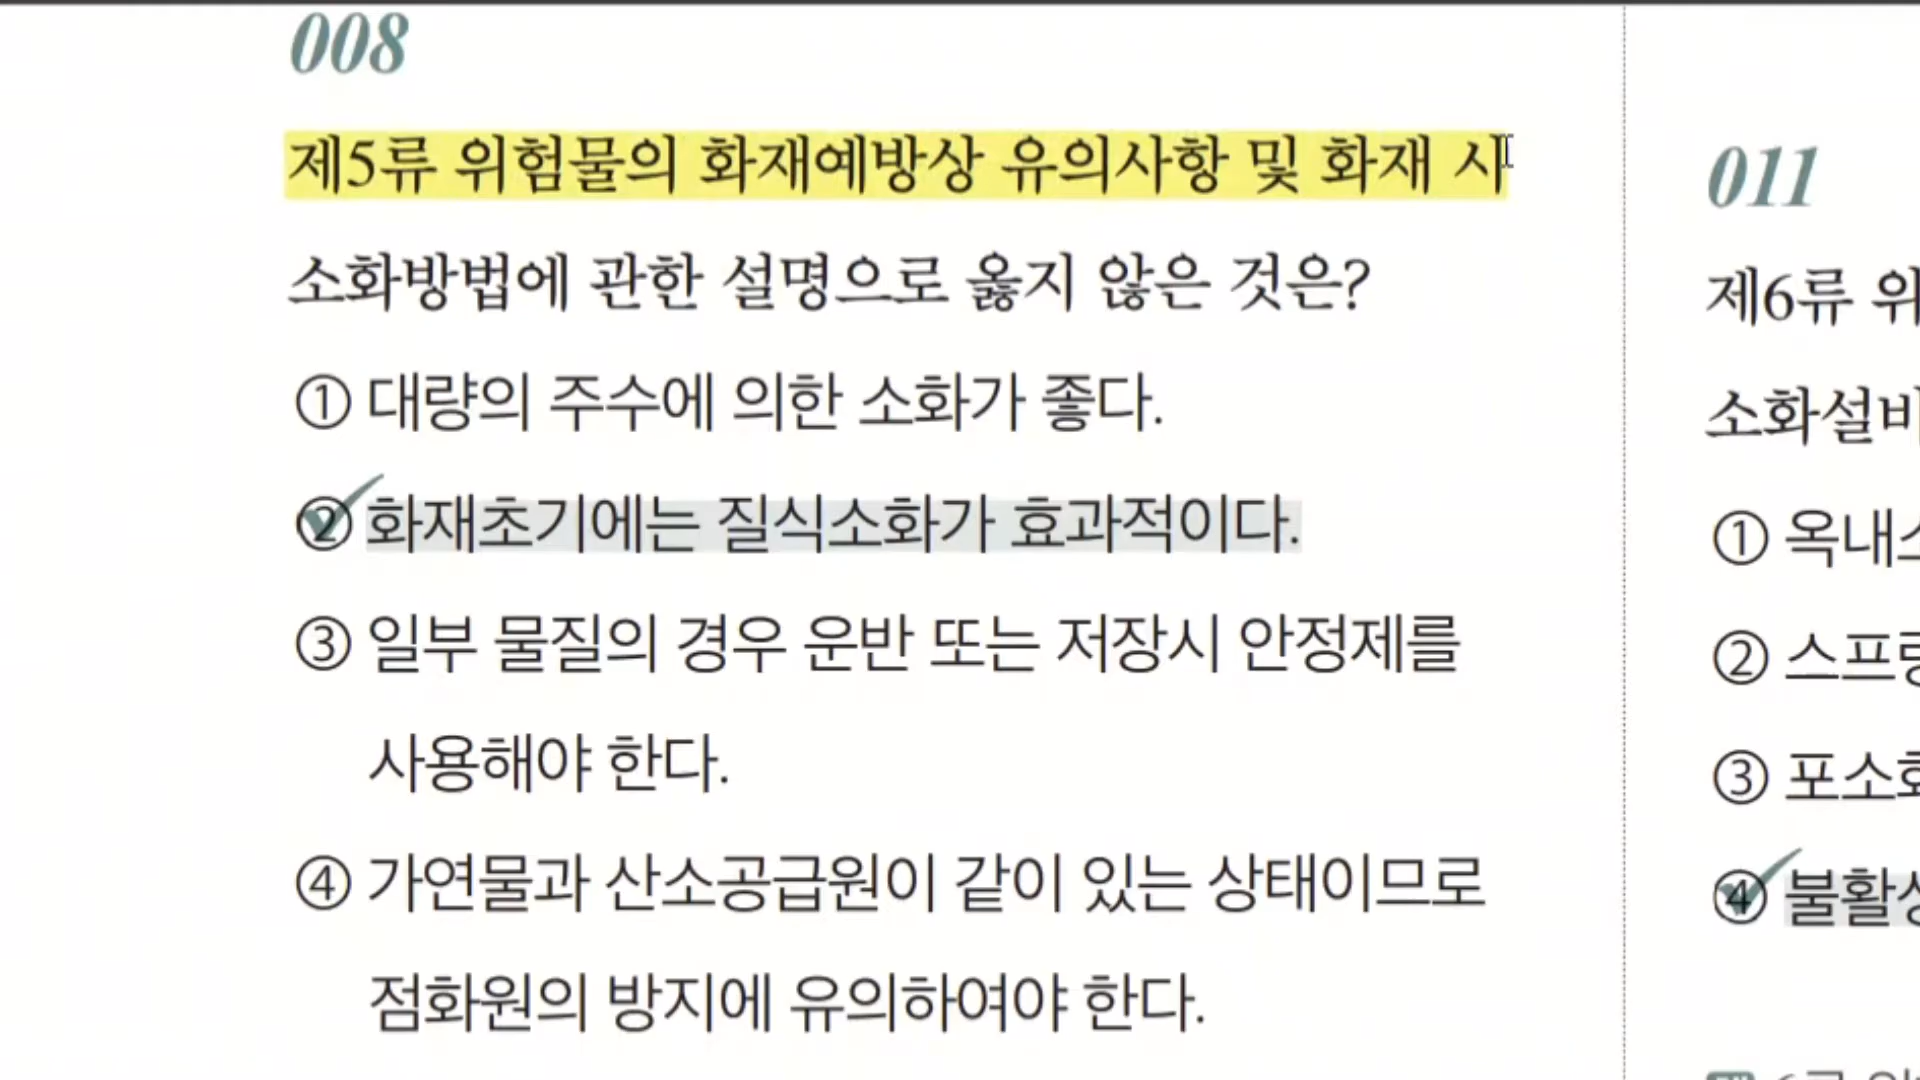 008
제5류 위험물의 화재예방상 유의사항 및 화재 시
소화방법에 관한 설명으로 옳지 않은 것은?
① 대량의 주수에 의한 소화가 좋다.
② 화재초기에는 질식소화가 효과적이다.
③ 일부 물질의 경우 운반 또는 저장시 안정제를
사용해야 한다.
④ 가연물과 산소공급원이 같이 있는 상태이므로
점화원의 방지에 유의하여야 한다.
011
제6류 위
소화설비
① 옥내소
② 스프링
③ 포소화
④ 불활성